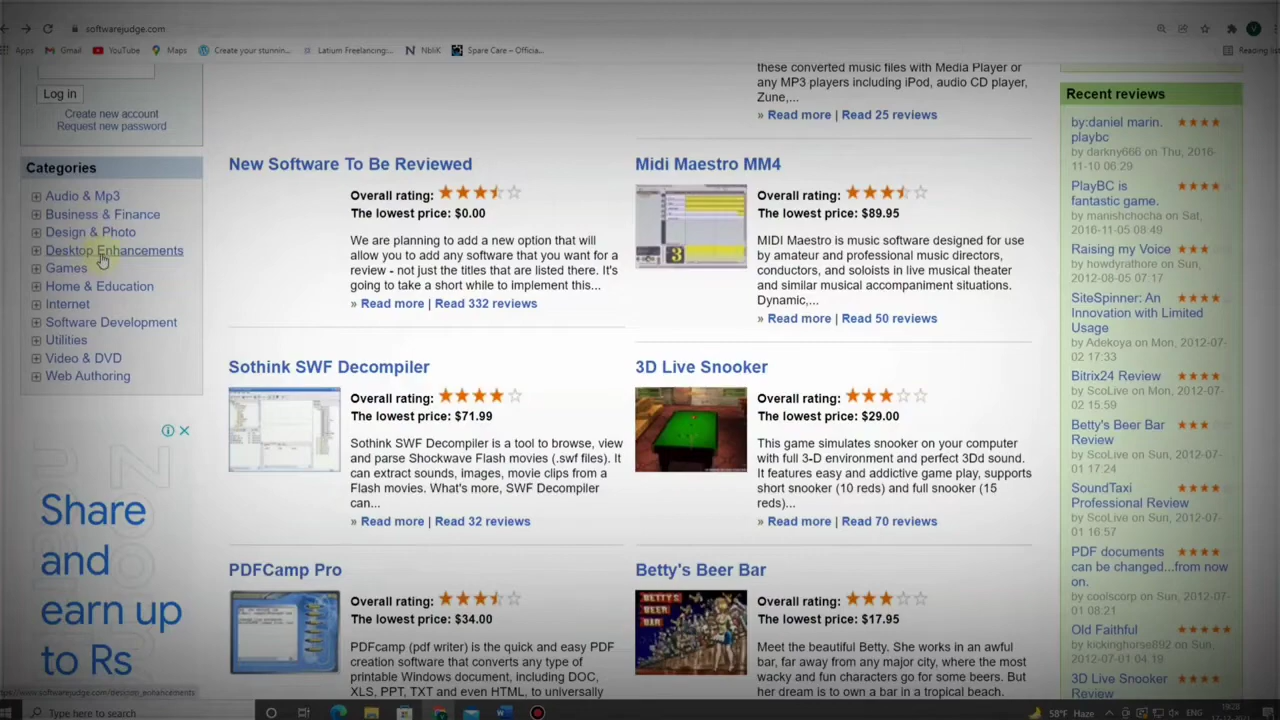 softwarejudge.com
Apps Gmail YouTube Maps Create your stunnin... Latium Freelancing:... NbliK Spare Care – Officia...
Log in
Create new account
Request new password
Categories
Audio & Mp3
Business & Finance
Design & Photo
Desktop Enhancements
Games
Home & Education
Internet
Software Development
Utilities
Video & DVD
Web Authoring
Share
and
earn up
to Rs
New Software To Be Reviewed
Overall rating:
The lowest price: $0.00
We are planning to add a new option that will
allow you to add any software that you want for a
review - not just the titles that are listed there. It's
going to take a short while to implement this...
» Read more | Read 332 reviews
Sothink SWF Decompiler
Overall rating:
The lowest price: $71.99
Sothink SWF Decompiler is a tool to browse, view
and parse Shockwave Flash movies (.swf files). It
can extract sounds, images, movie clips from a
Flash movies. What's more, SWF Decompiler
can...
» Read more | Read 32 reviews
PDFCamp Pro
Overall rating:
The lowest price: $34.00
PDFcamp (pdf writer) is the quick and easy PDF
creation software that converts any type of
printable Windows document, including DOC,
XLS, PPT, TXT and even HTML, to universally
these converted music files with Media Player or
any MP3 players including iPod, audio CD player,
Zune,...
» Read more | Read 25 reviews
Midi Maestro MM4
Overall rating:
The lowest price: $89.95
MIDI Maestro is music software designed for use
by amateur and professional music directors,
conductors, and soloists in live musical theater
and similar musical accompaniment situations.
Dynamic,...
» Read more | Read 50 reviews
3D Live Snooker
Overall rating:
The lowest price: $29.00
This game simulates snooker on your computer
with full 3-D environment and perfect 3Dd sound.
It features easy and addictive game play, supports
short snooker (10 reds) and full snooker (15
reds)...
» Read more | Read 70 reviews
Betty's Beer Bar
BETTY'S
BEER
BAR
Overall rating:
The lowest price: $17.95
Meet the beautiful Betty. She works in an awful
bar, far away from any major city, where the most
wacky and fun characters go for some beers. But
her dream is to own a bar in a tropical beach.
Recent reviews
by:daniel marin.
playbc
by darkny666 on Thu, 2016-
11-10 06:29
PlayBC is
fantastic game.
by manishchocha on Sat,
2016-11-05 08:49
Raising my Voice
by howdyrathore on Sun,
2012-08-05 07:17
SiteSpinner: An
Innovation with Limited
Usage
by Adekoya on Mon, 2012-07-
02 17:33
Bitrix24 Review
by ScoLive on Mon, 2012-07-
02 15:59
Betty's Beer Bar
Review
by ScoLive on Sun, 2012-07-
01 17:24
SoundTaxi
Professional Review
by ScoLive on Sun, 2012-07-
01 16:57
PDF documents
can be changed...from now
on.
by coolscorp on Sun, 2012-
07-01 08:21
Old Faithful
by kickinghorse892 on Sun,
2012-07-01 04:19
3D Live Snooker
Review
Type here to search
58°F Haze
ENG
19:28